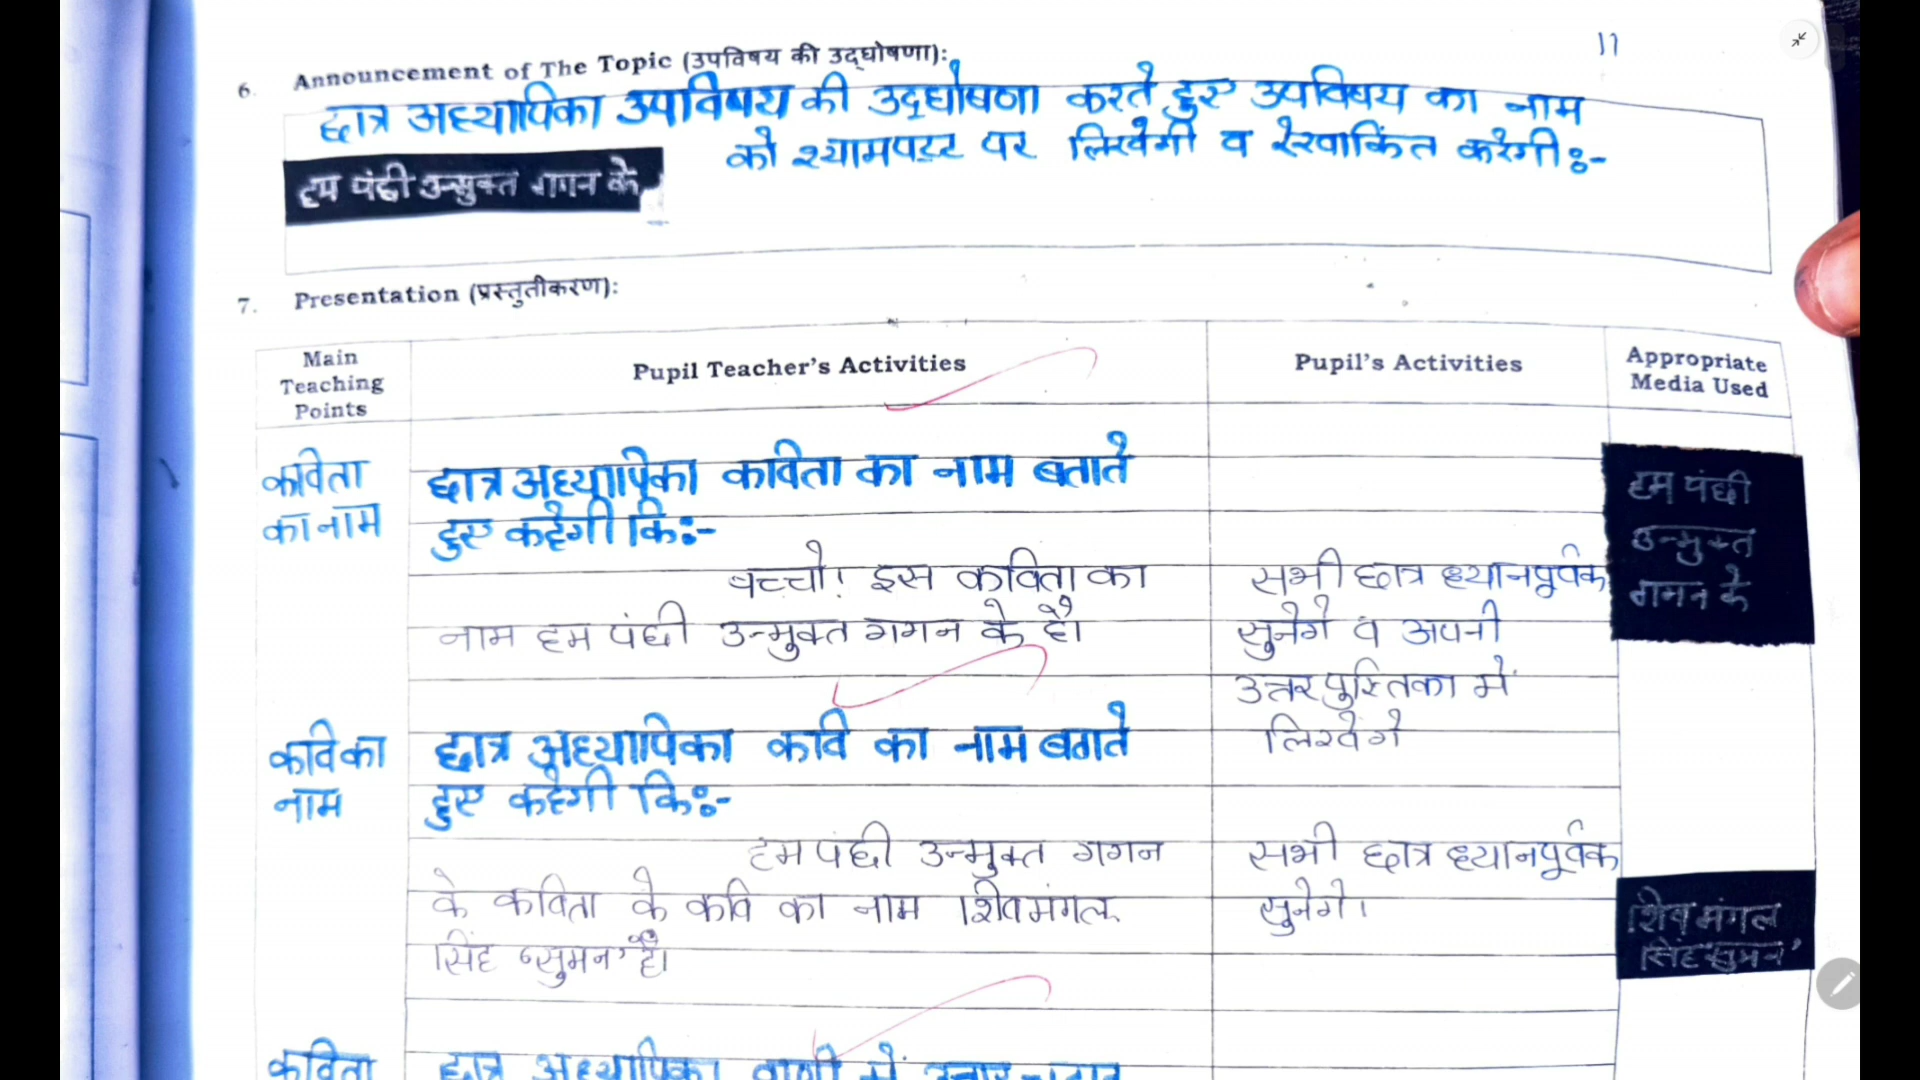 11
6. Announcement of The Topic (उपविषय की उद्घोषणा):
छात्र अध्यापिका उपविषय की उद्घोषणा करते हुए उपविषय का नाम
को श्यामपट्ट पर लिखेगी व रेखांकित करेगी:-
हम पंछी उन्मुक्त गगन के
7. Presentation (प्रस्तुतीकरण):
Main Teaching Points
Pupil Teacher's Activities
Pupil's Activities
Appropriate Media Used
कविता
का नाम
छात्र अध्यापिका कविता का नाम बताते
हुए कहेगी कि:-
बच्चो! इस कविता का
नाम हम पंछी उन्मुक्त गगन के है।
सभी छात्र ध्यानपूर्वक
सुनेगे व अपनी
उत्तरपुस्तिका में
लिखेंगे
हम पंछी
उन्मुक्त
गगन के
कवि का
नाम
छात्र अध्यापिका कवि का नाम बताते
हुए कहेगी कि:-
हम पंछी उन्मुक्त गगन
के कविता के कवि का नाम शिवमंगल
सिंह 'सुमन' है।
सभी छात्र ध्यानपूर्वक
सुनेगे।
शिव मंगल
सिंह सुमन'
कविता
छात्र अध्यापिका वाणी में उतार-चढ़ाव